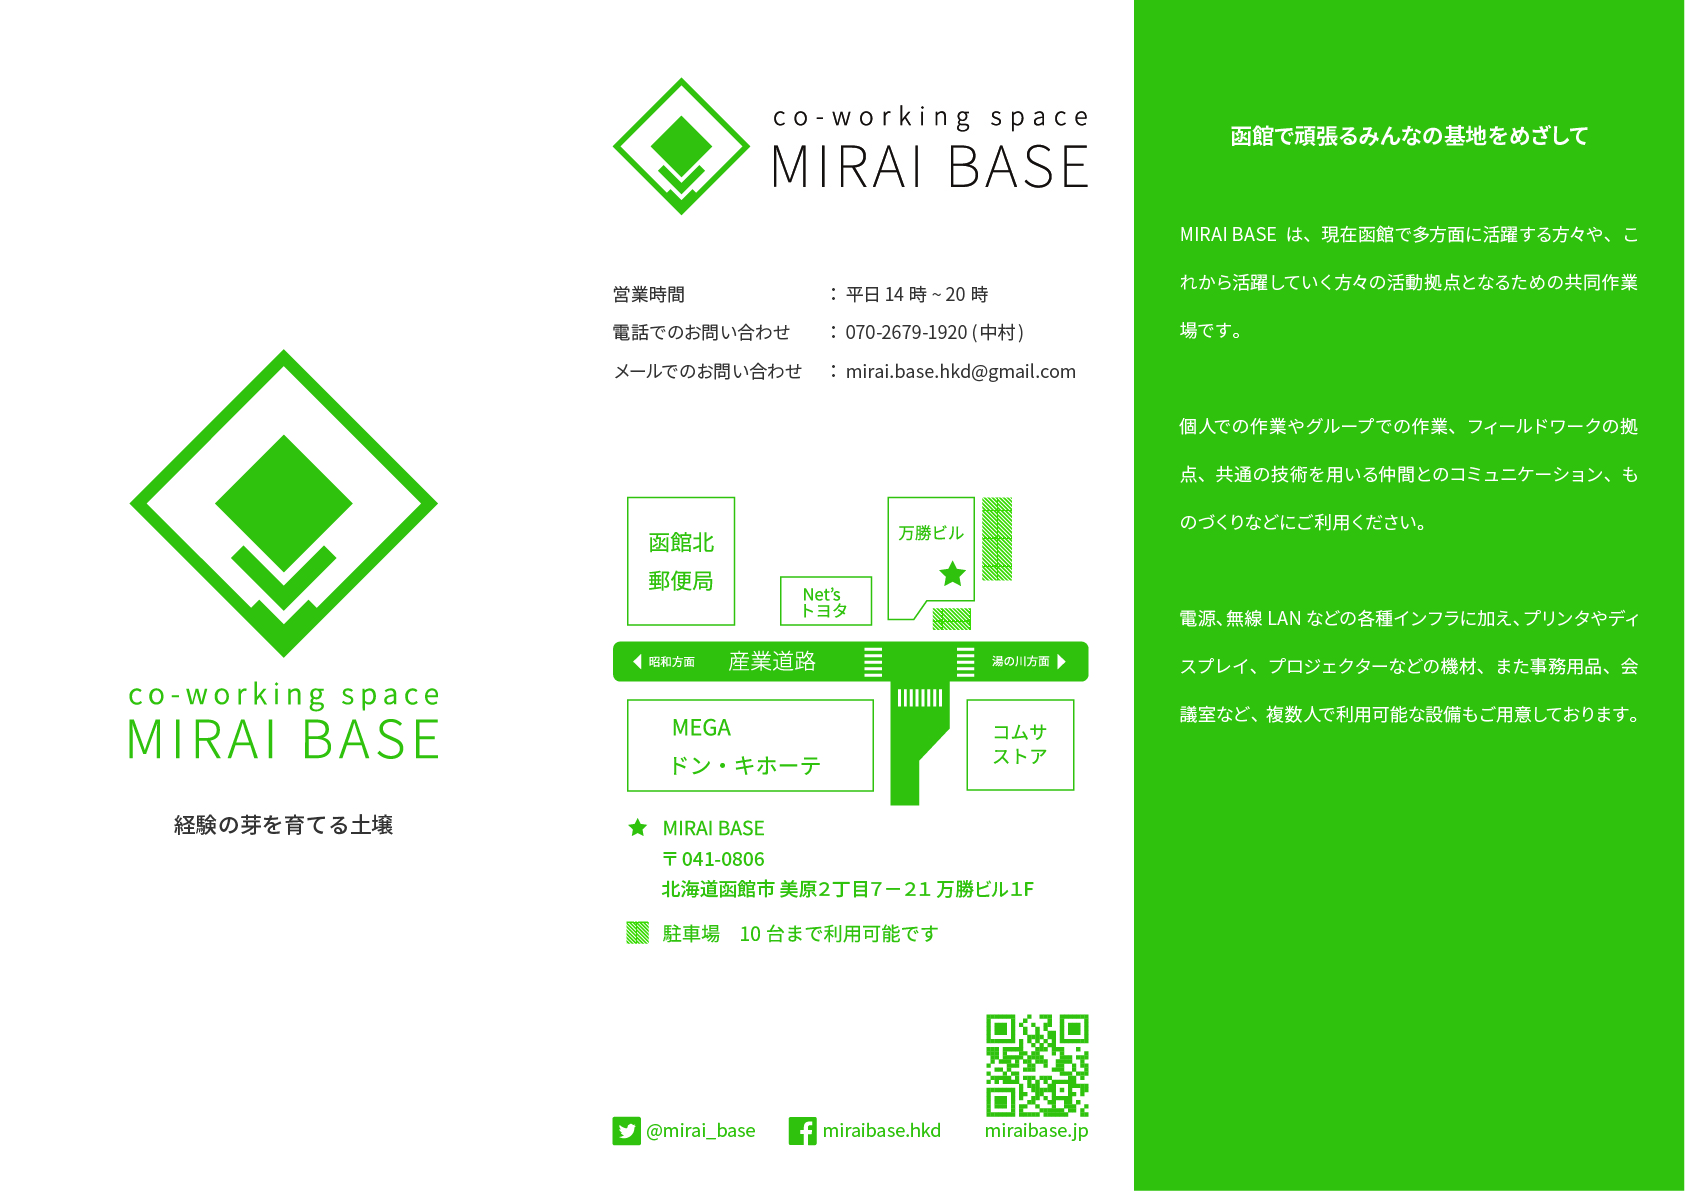 co-working space
MIRAI BASE
経験の芽を育てる土壌
co-working space
MIRAI BASE
営業時間 ： 平日 14 時 ~ 20 時
電話でのお問い合わせ ： 070-2679-1920 (中村)
メールでのお問い合わせ ： mirai.base.hkd@gmail.com
函館北
郵便局
Net’s
トヨタ
万勝ビル
昭和方面 産業道路 湯の川方面
MEGA
ドン・キホーテ
コムサ
ストア
MIRAI BASE
〒 041-0806
北海道函館市 美原２丁目７－２１ 万勝ビル１F
駐車場　10 台まで利用可能です
@mirai_base
miraibase.hkd
miraibase.jp
函館で頑張るみんなの基地をめざして
MIRAI BASE は、現在函館で多方面に活躍する方々や、こ
れから活躍していく方々の活動拠点となるための共同作業
場です。
個人での作業やグループでの作業、フィールドワークの拠
点、共通の技術を用いる仲間とのコミュニケーション、も
のづくりなどにご利用ください。
電源、無線 LAN などの各種インフラに加え、プリンタやディ
スプレイ、プロジェクターなどの機材、また事務用品、会
議室など、複数人で利用可能な設備もご用意しております。